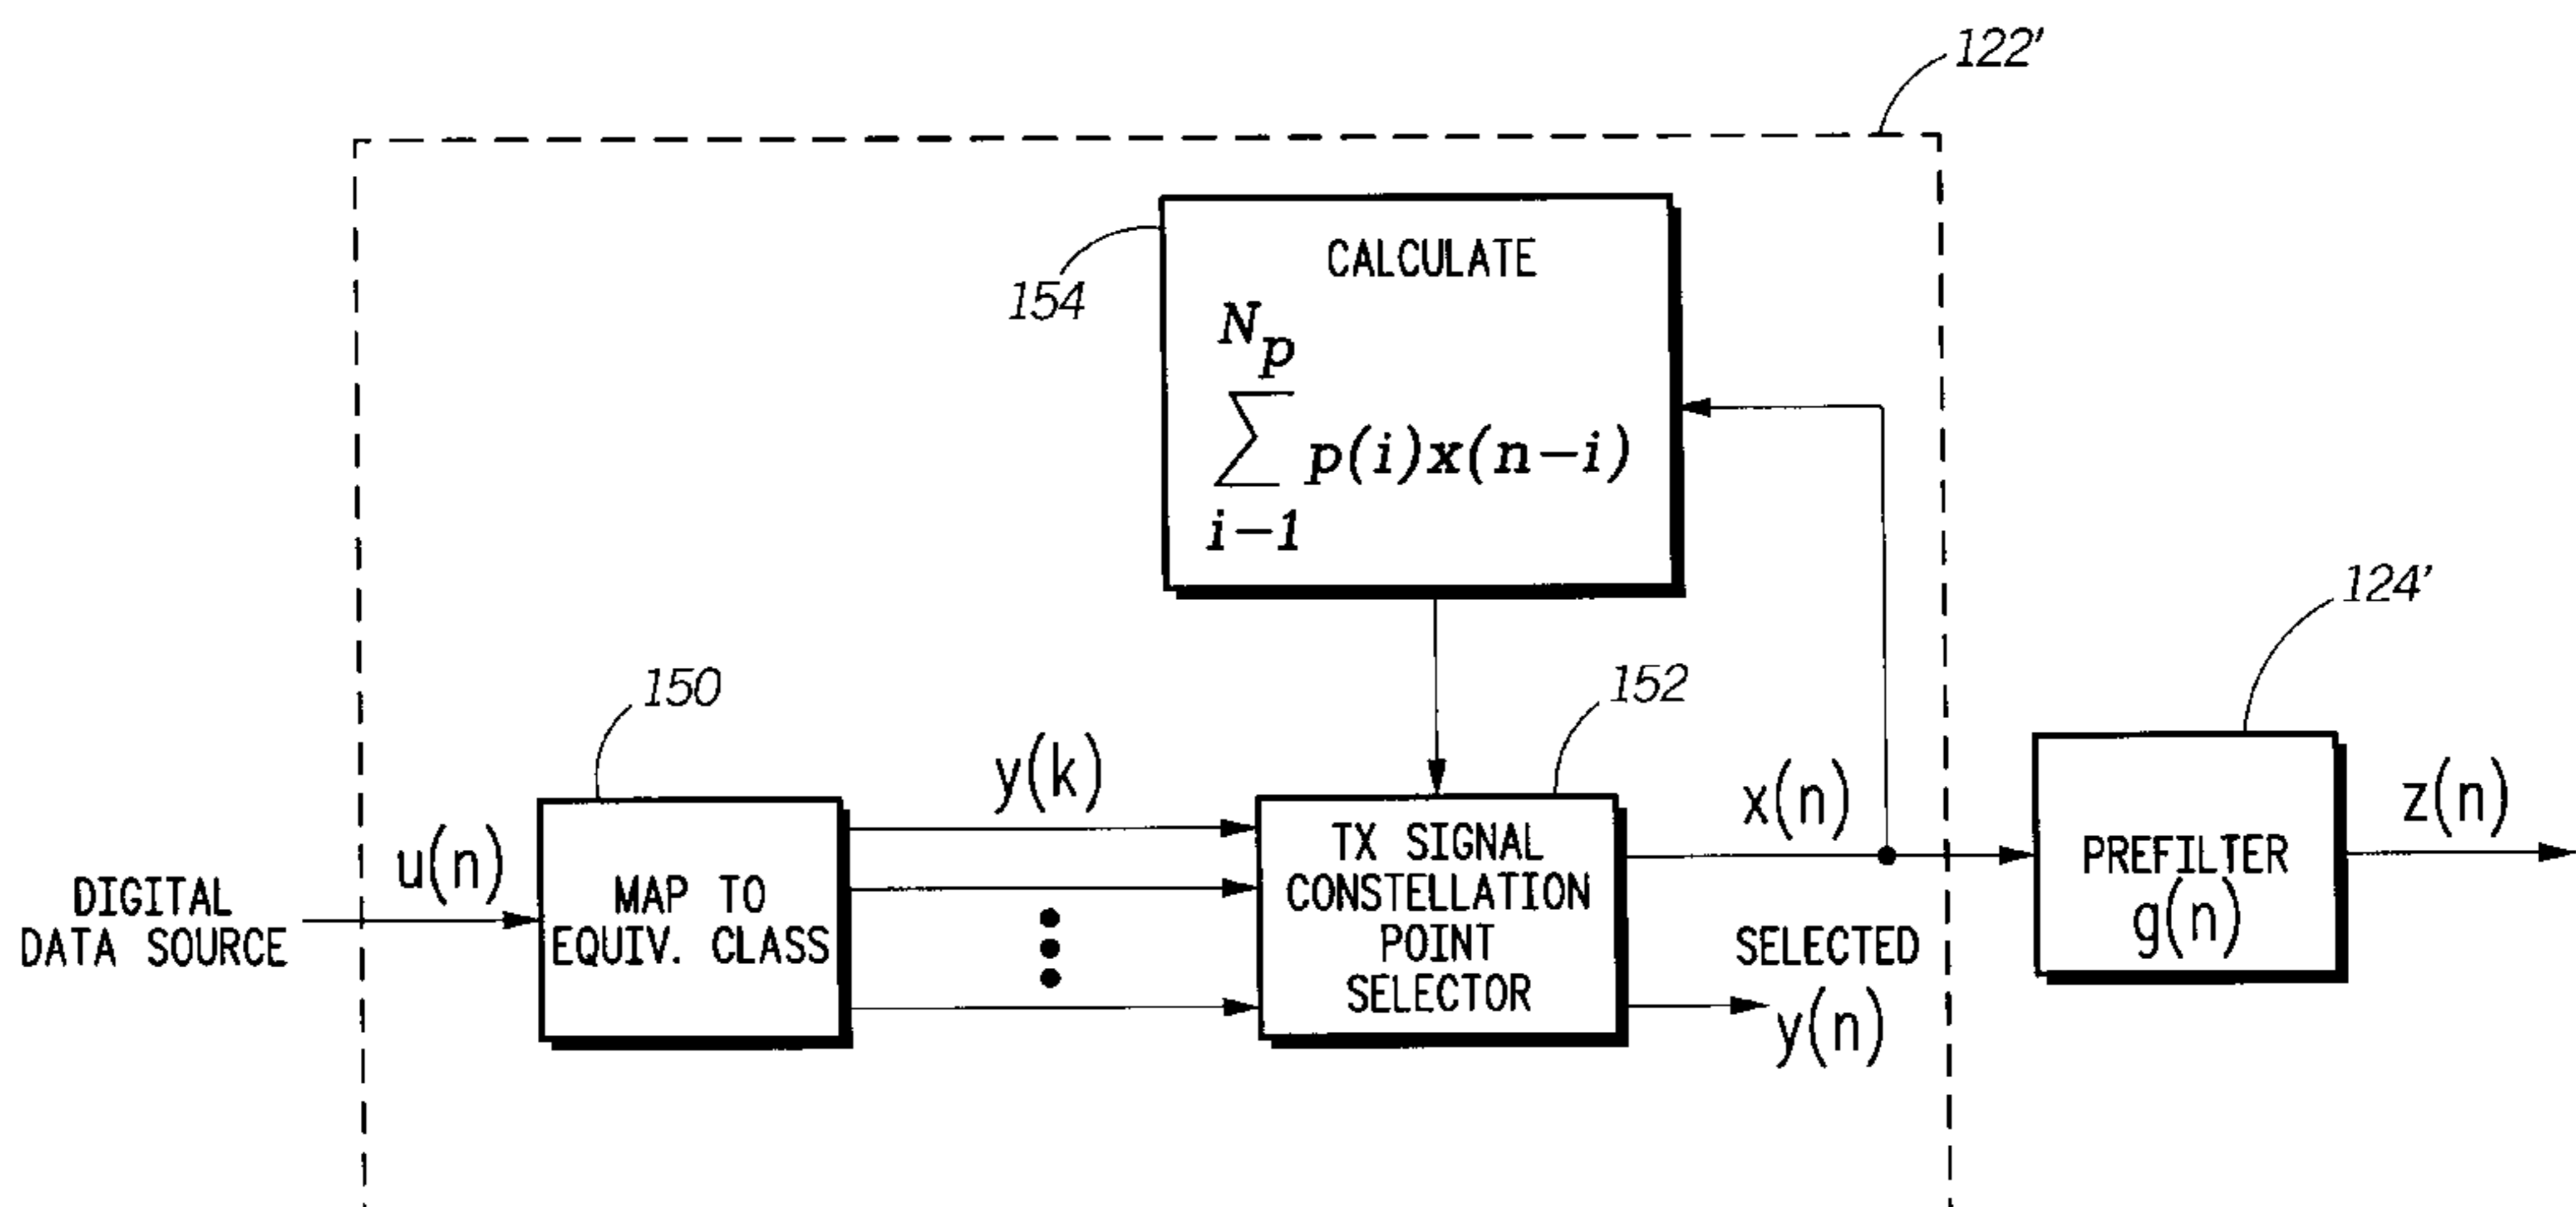 122'
154
CALCULATE
N_p
∑ p(i)x(n-i)
i-1
124'
150
152
y(k)
x(n)
z(n)
u(n)
DIGITAL
DATA SOURCE
MAP TO
EQUIV. CLASS
TX SIGNAL
CONSTELLATION
POINT
SELECTOR
SELECTED
y(n)
PREFILTER
g(n)